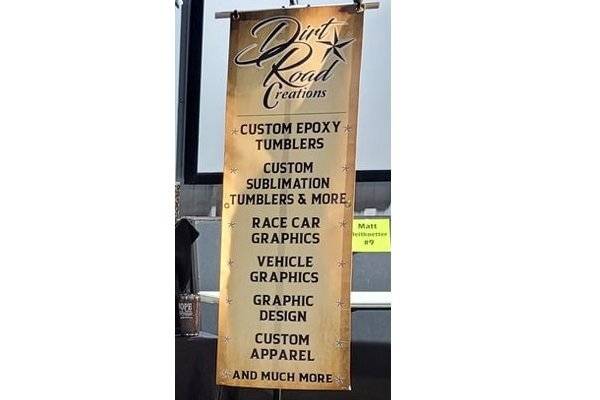 Dirt
Road
Creations
CUSTOM EPOXY
TUMBLERS
CUSTOM
SUBLIMATION
TUMBLERS & MORE
RACE CAR
GRAPHICS
VEHICLE
GRAPHICS
GRAPHIC
DESIGN
CUSTOM
APPAREL
AND MUCH MORE
Matt
#9